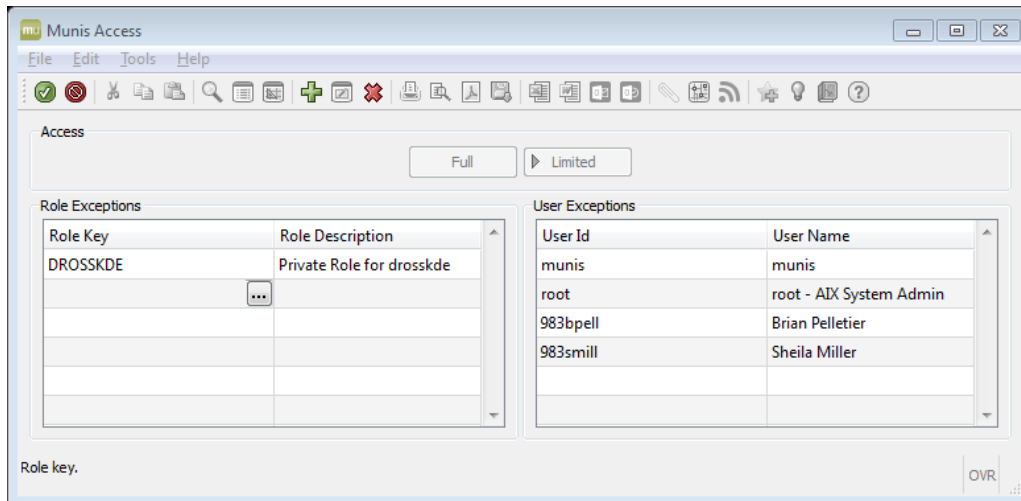 mu Munis Access
File Edit Tools Help
Access
Full Limited
Role Exceptions
Role Key Role Description
DROSSKDE Private Role for drosskde
...
User Exceptions
User Id User Name
munis munis
root root - AIX System Admin
983bpell Brian Pelletier
983smill Sheila Miller
Role key.
OVR